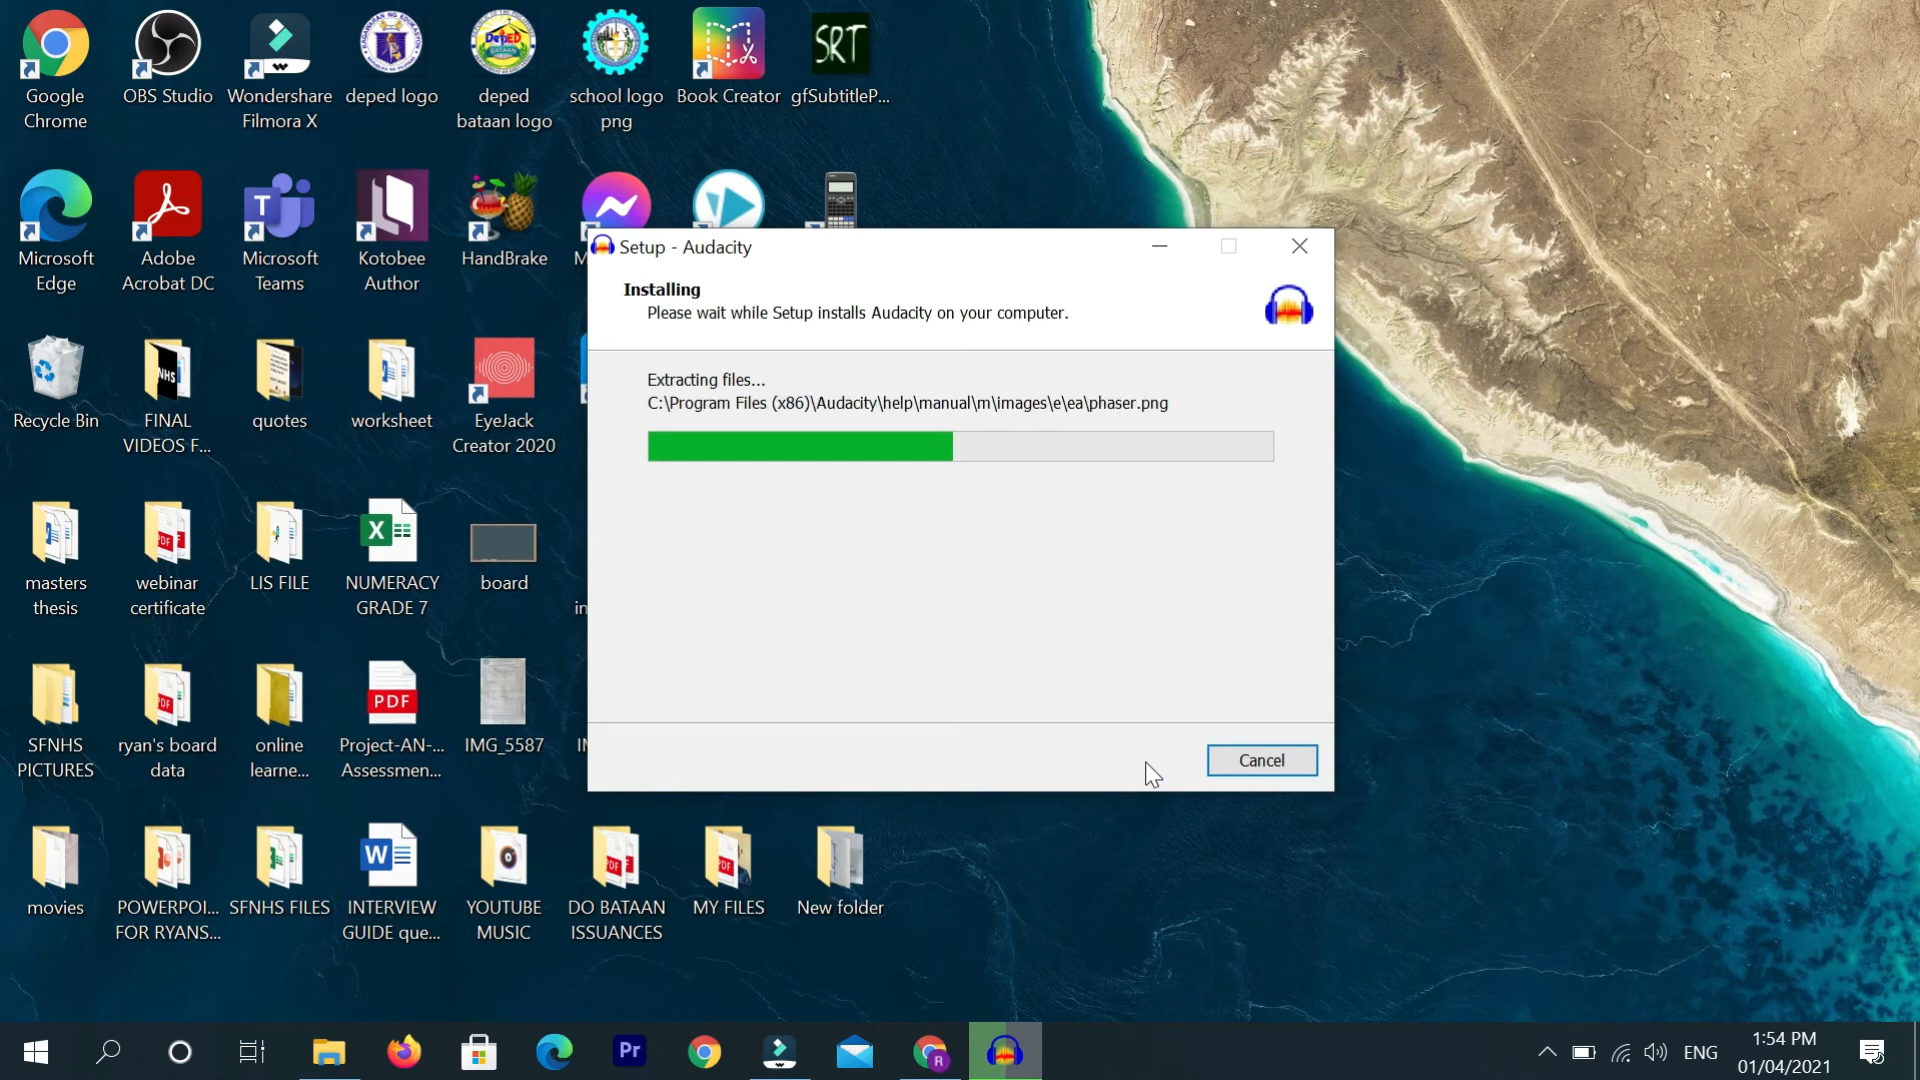 Google
Chrome
OBS Studio
Wondershare
Filmora X
deped logo
deped
bataan logo
school logo
png
Book Creator
SRT
gfSubtitleP...
Microsoft
Edge
Adobe
Acrobat DC
Microsoft
Teams
Kotobee
Author
HandBrake
Setup - Audacity
Installing
Please wait while Setup installs Audacity on your computer.
Extracting files...
C:\Program Files (x86)\Audacity\help\manual\m\images\e\ea\phaser.png
Cancel
Recycle Bin
FINAL
VIDEOS F...
quotes
worksheet
EyeJack
Creator 2020
masters
thesis
webinar
certificate
LIS FILE
NUMERACY
GRADE 7
board
SFNHS
PICTURES
ryan's board
data
online
learne...
PDF
Project-AN-...
Assessmen...
IMG_5587
movies
POWERPOI...
FOR RYANS...
SFNHS FILES
INTERVIEW
GUIDE que...
YOUTUBE
MUSIC
DO BATAAN
ISSUANCES
MY FILES
New folder
Pr
ENG
1:54 PM
01/04/2021